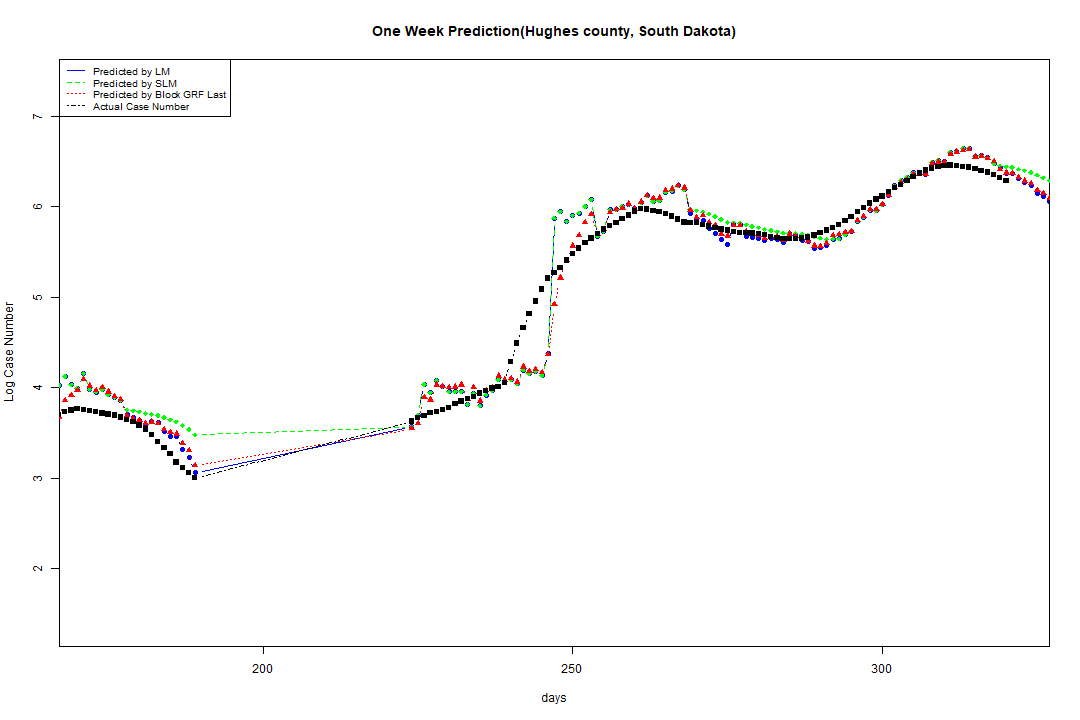 One Week Prediction(Hughes county, South Dakota)
Predicted by LM
Predicted by SLM
Predicted by Block GRF Last
Actual Case Number
7
6
5
4
3
2
Log Case Number
200 250 300
days